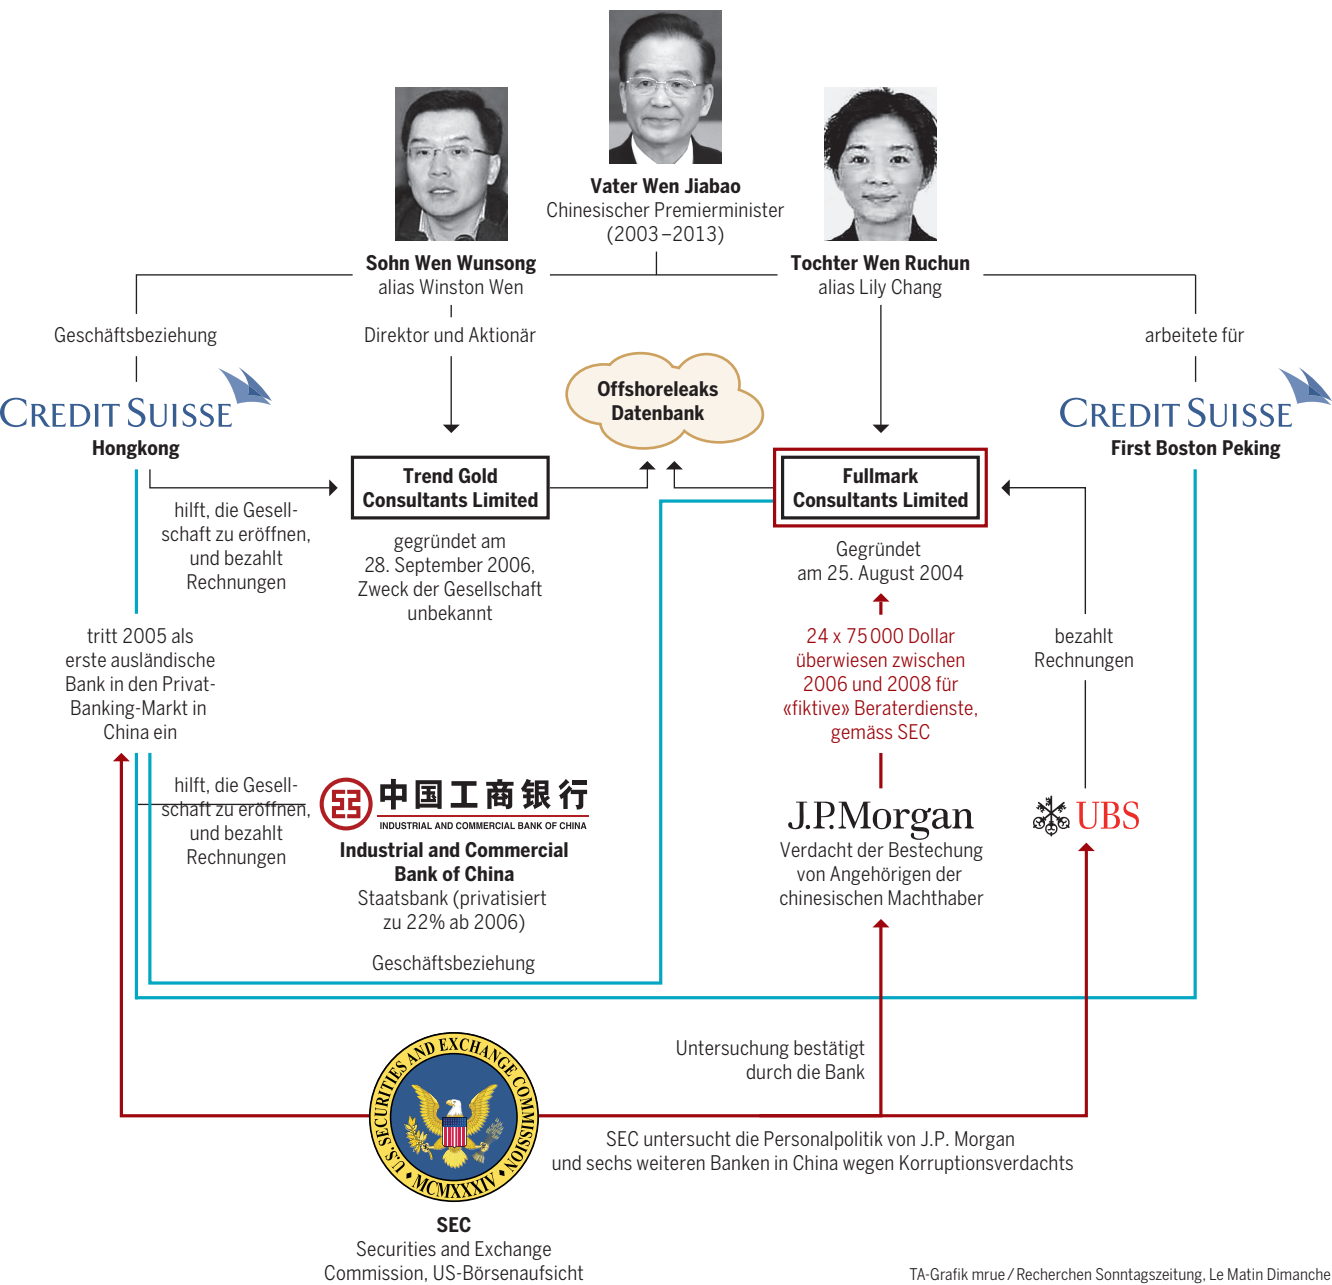 Vater Wen Jiabao
Chinesischer Premierminister
(2003–2013)
Sohn Wen Wunsong
alias Winston Wen
Tochter Wen Ruchun
alias Lily Chang
Geschäftsbeziehung
Direktor und Aktionär
arbeitete für
CREDIT SUISSE
Hongkong
Offshoreleaks
Datenbank
CREDIT SUISSE
First Boston Peking
hilft, die Gesell-
schaft zu eröffnen,
und bezahlt
Rechnungen
Trend Gold
Consultants Limited
gegründet am
28. September 2006,
Zweck der Gesellschaft
unbekannt
Fullmark
Consultants Limited
Gegründet
am 25. August 2004
tritt 2005 als
erste ausländische
Bank in den Privat-
Banking-Markt in
China ein
24 x 75 000 Dollar
überwiesen zwischen
2006 und 2008 für
«fiktive» Beraterdienste,
gemäss SEC
bezahlt
Rechnungen
hilft, die Gesell-
schaft zu eröffnen,
und bezahlt
Rechnungen
中国工商银行
INDUSTRIAL AND COMMERCIAL BANK OF CHINA
Industrial and Commercial
Bank of China
Staatsbank (privatisiert
zu 22% ab 2006)
Geschäftsbeziehung
J.P.Morgan
Verdacht der Bestechung
von Angehörigen der
chinesischen Machthaber
UBS
Untersuchung bestätigt
durch die Bank
U.S. SECURITIES AND EXCHANGE COMMISSION
MCMXXXIV
SEC untersucht die Personalpolitik von J.P. Morgan
und sechs weiteren Banken in China wegen Korruptionsverdachts
SEC
Securities and Exchange
Commission, US-Börsenaufsicht
TA-Grafik mrue / Recherchen Sonntagszeitung, Le Matin Dimanche